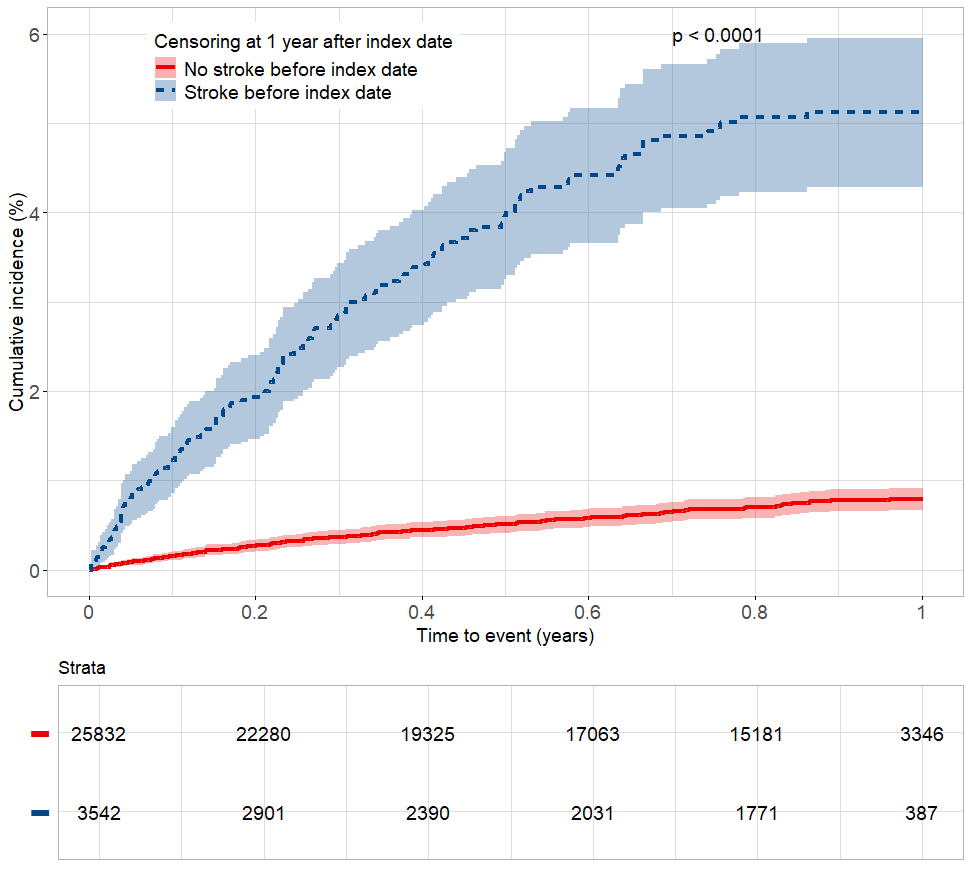 Censoring at 1 year after index date
No stroke before index date
Stroke before index date
p < 0.0001
Cumulative incidence (%)
6
4
2
0
0 0.2 0.4 0.6 0.8 1
Time to event (years)
Strata
25832 22280 19325 17063 15181 3346
3542 2901 2390 2031 1771 387